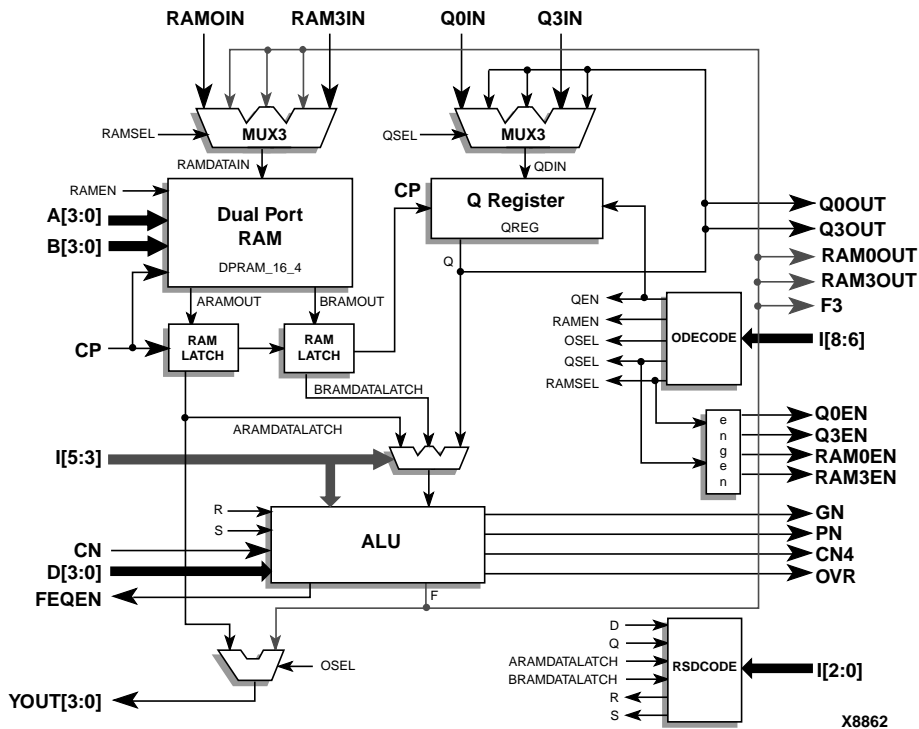 RAMOIN
RAM3IN
Q0IN
Q3IN
RAMSEL
MUX3
QSEL
MUX3
RAMDATAIN
QDIN
RAMEN
A[3:0]
B[3:0]
Dual Port
RAM
DPRAM_16_4
CP
Q Register
QREG
Q0OUT
Q3OUT
RAM0OUT
RAM3OUT
F3
Q
ARAMOUT
BRAMOUT
CP
RAM
LATCH
RAM
LATCH
QEN
RAMEN
OSEL
QSEL
RAMSEL
ODECODE
I[8:6]
BRAMDATALATCH
ARAMDATALATCH
e
n
g
e
n
Q0EN
Q3EN
RAM0EN
RAM3EN
I[5:3]
R
S
CN
D[3:0]
FEQEN
ALU
GN
PN
CN4
OVR
F
OSEL
YOUT[3:0]
D
Q
ARAMDATALATCH
BRAMDATALATCH
R
S
RSDCODE
I[2:0]
X8862